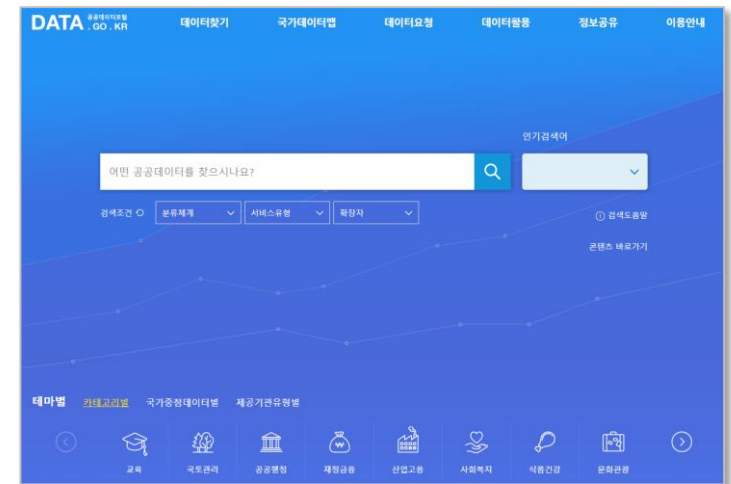 DATA 공공데이터포털 .GO.KR
데이터찾기 국가데이터맵 데이터요청 데이터활용 정보공유 이용안내
인기검색어
어떤 공공데이터를 찾으시나요?
검색조건 분류체계 서비스유형 확장자
검색도움말
콘텐츠 바로가기
테마별 카테고리별 국가중점데이터별 제공기관유형별
교육 국토관리 공공행정 재정금융 산업고용 사회복지 식품건강 문화관광